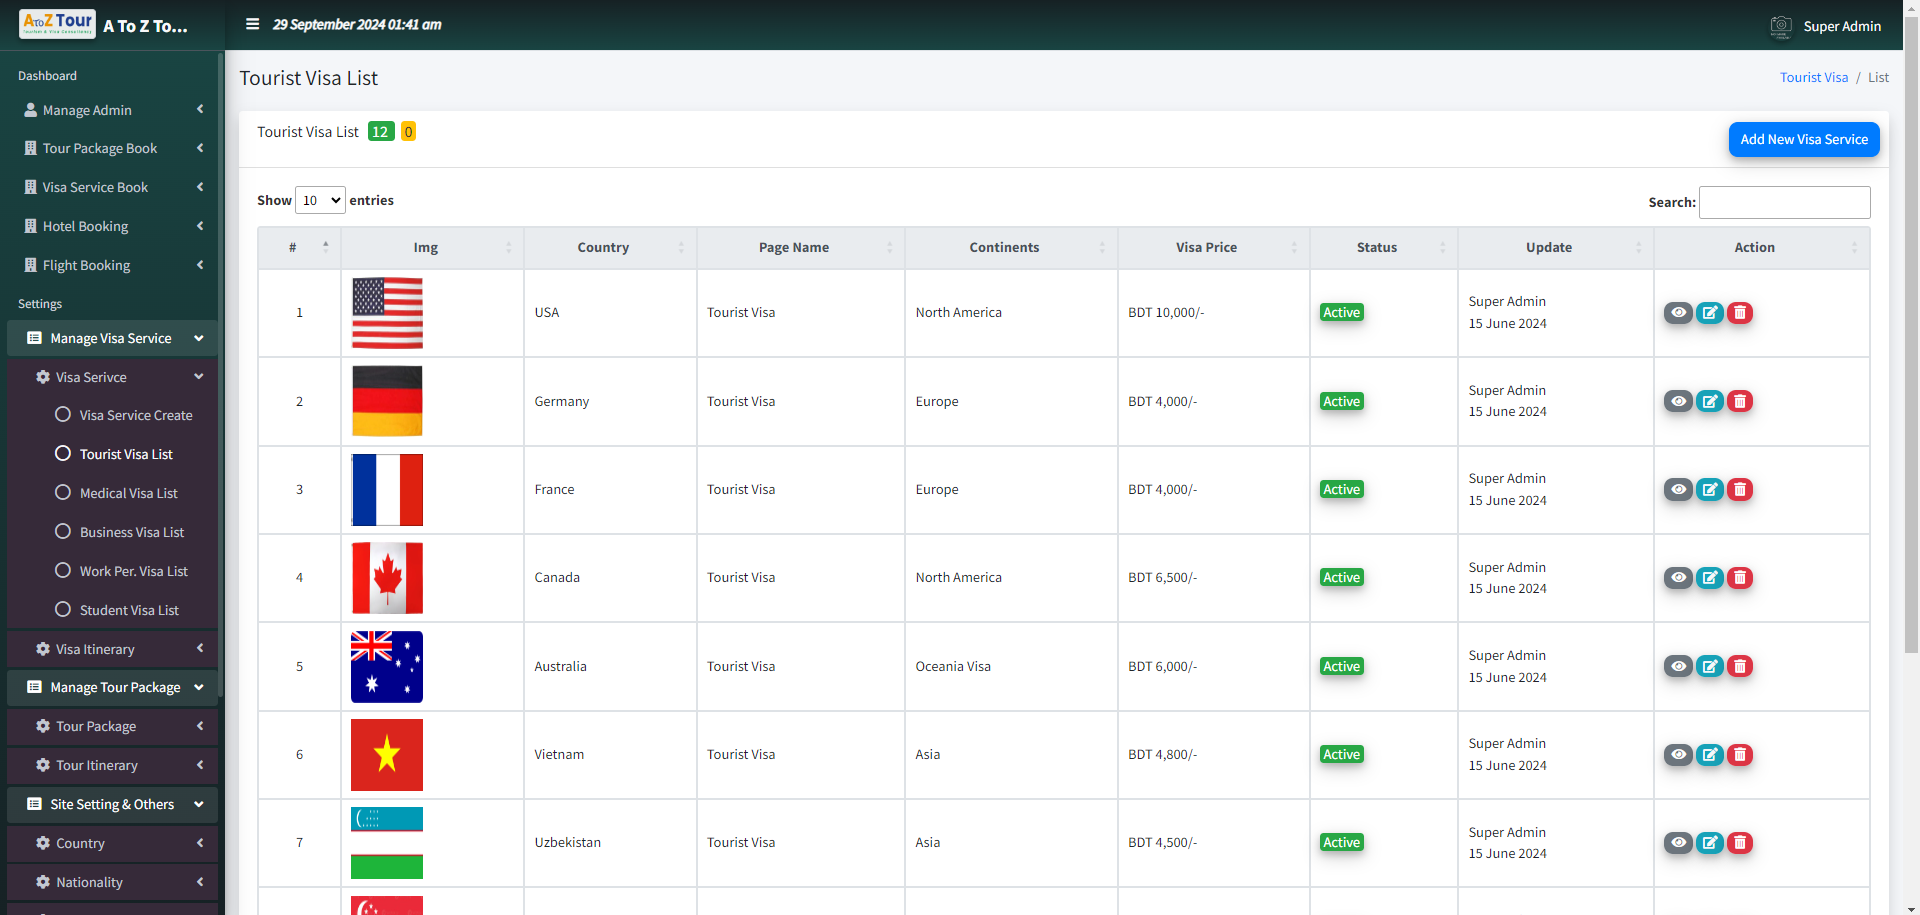 AToZ Tour
Tourism & Visa Consultancy
A To Z To...
29 September 2024 01:41 am
Super Admin
Dashboard
Manage Admin
Tour Package Book
Visa Service Book
Hotel Booking
Flight Booking
Settings
Manage Visa Service
Visa Serivce
Visa Service Create
Tourist Visa List
Medical Visa List
Business Visa List
Work Per. Visa List
Student Visa List
Visa Itinerary
Manage Tour Package
Tour Package
Tour Itinerary
Site Setting & Others
Country
Nationality
Tourist Visa List
Tourist Visa / List
Tourist Visa List 12 0
Add New Visa Service
Show 10 entries
Search:
# Img Country Page Name Continents Visa Price Status Update Action
1 USA Tourist Visa North America BDT 10,000/- Active Super Admin
15 June 2024
2 Germany Tourist Visa Europe BDT 4,000/- Active Super Admin
15 June 2024
3 France Tourist Visa Europe BDT 4,000/- Active Super Admin
15 June 2024
4 Canada Tourist Visa North America BDT 6,500/- Active Super Admin
15 June 2024
5 Australia Tourist Visa Oceania Visa BDT 6,000/- Active Super Admin
15 June 2024
6 Vietnam Tourist Visa Asia BDT 4,800/- Active Super Admin
15 June 2024
7 Uzbekistan Tourist Visa Asia BDT 4,500/- Active Super Admin
15 June 2024